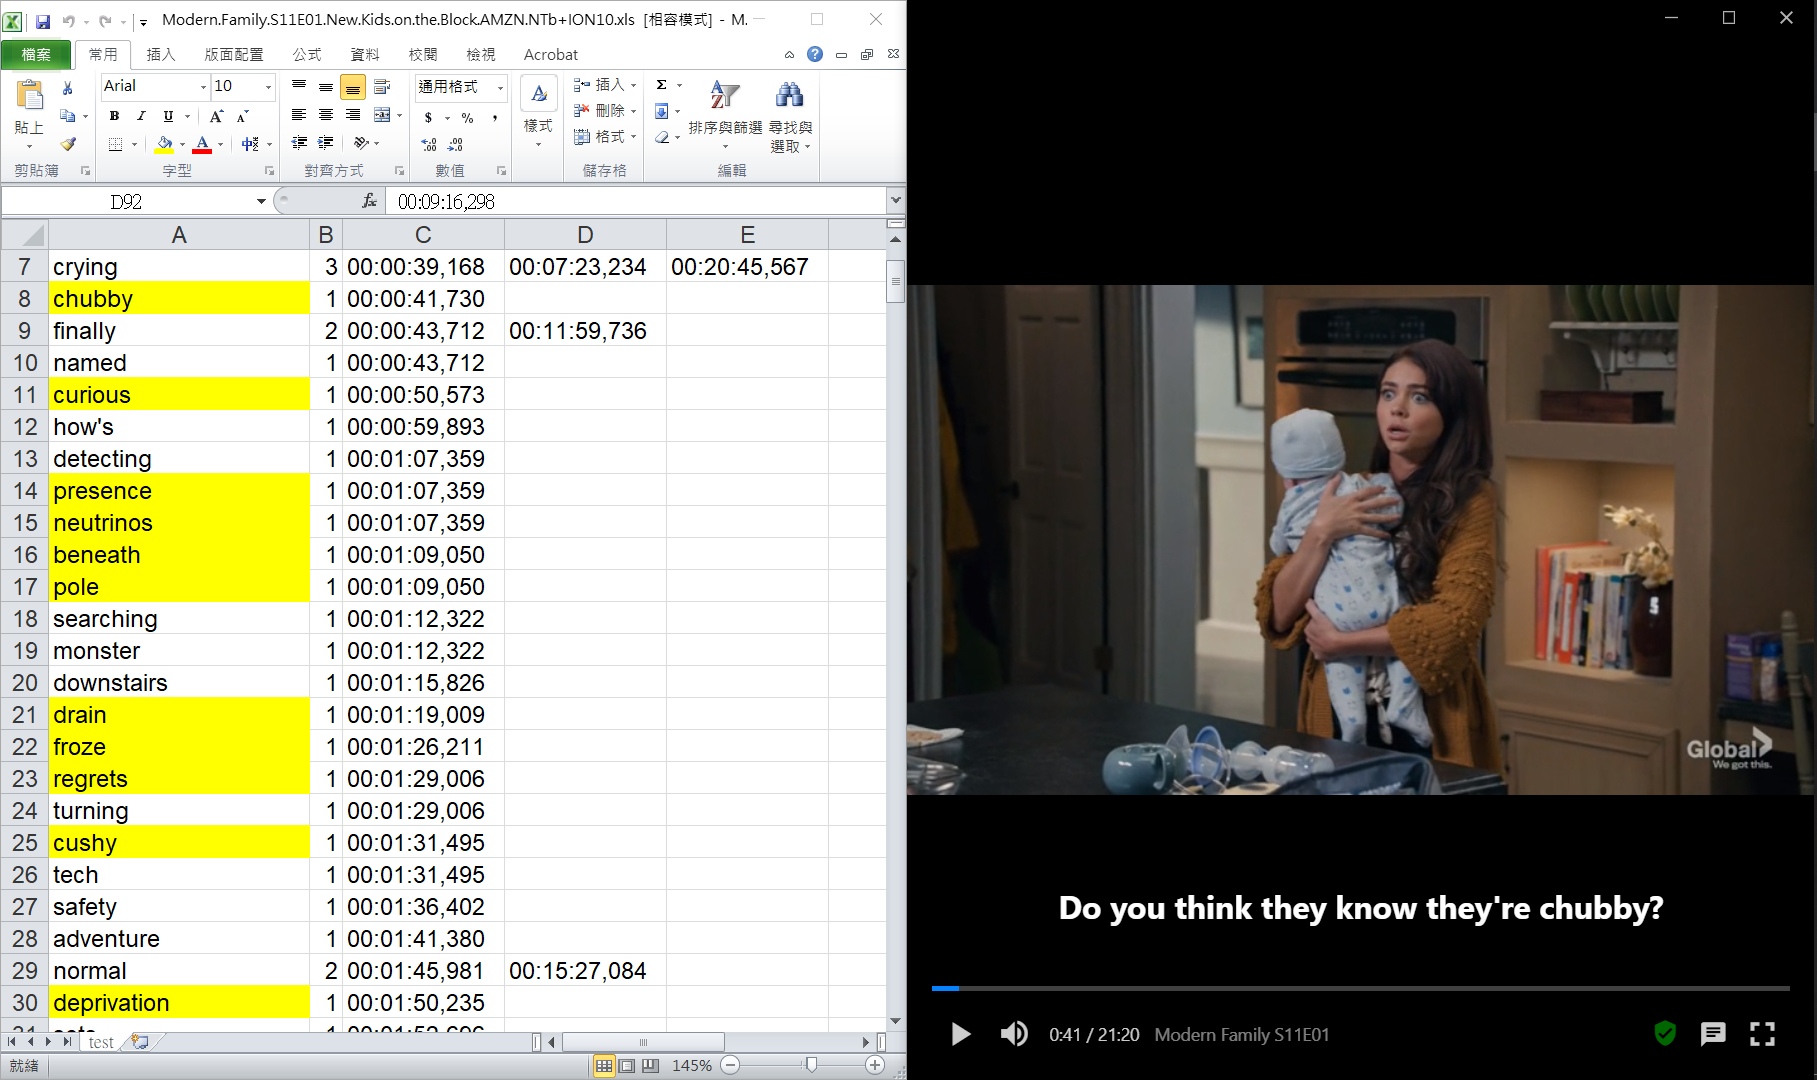 Modern.Family.S11E01.New.Kids.on.the.Block.AMZN.NTb+ION10.xls [相容模式] - M.
檔案 常用 插入 版面配置 公式 資料 校閱 檢視 Acrobat
貼上
剪貼簿
Arial 10
B I U A A
A 中
字型
對齊方式
通用格式
$ % ,
數值
樣式
插入
刪除
格式
儲存格
Σ
排序與篩選
尋找與
選取
編輯
D92 fx 00:09:16,298
A B C D E
7 crying 3 00:00:39,168 00:07:23,234 00:20:45,567
8 chubby 1 00:00:41,730
9 finally 2 00:00:43,712 00:11:59,736
10 named 1 00:00:43,712
11 curious 1 00:00:50,573
12 how's 1 00:00:59,893
13 detecting 1 00:01:07,359
14 presence 1 00:01:07,359
15 neutrinos 1 00:01:07,359
16 beneath 1 00:01:09,050
17 pole 1 00:01:09,050
18 searching 1 00:01:12,322
19 monster 1 00:01:12,322
20 downstairs 1 00:01:15,826
21 drain 1 00:01:19,009
22 froze 1 00:01:26,211
23 regrets 1 00:01:29,006
24 turning 1 00:01:29,006
25 cushy 1 00:01:31,495
26 tech 1 00:01:31,495
27 safety 1 00:01:36,402
28 adventure 1 00:01:41,380
29 normal 2 00:01:45,981 00:15:27,084
30 deprivation 1 00:01:50,235
test
就緒 145%
Global
We got this.
Do you think they know they're chubby?
0:41 / 21:20 Modern Family S11E01